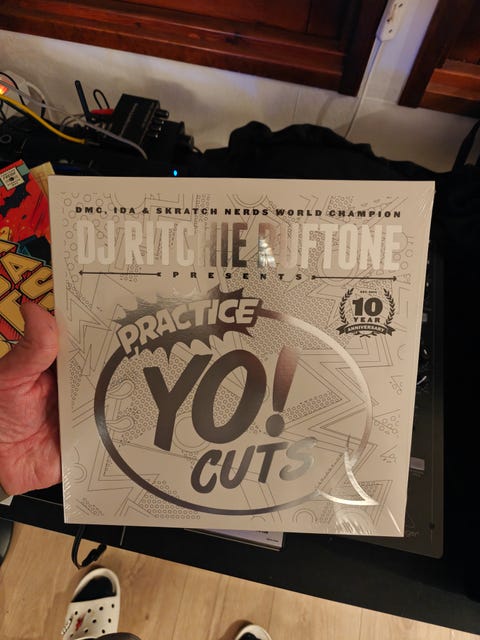 DMC, IDA & SKRATCH NERDS WORLD CHAMPION
DJ RITCHIE RUFTONE
PRESENTS
10
YEAR
ANNIVERSARY
PRACTICE
YO!
CUTS